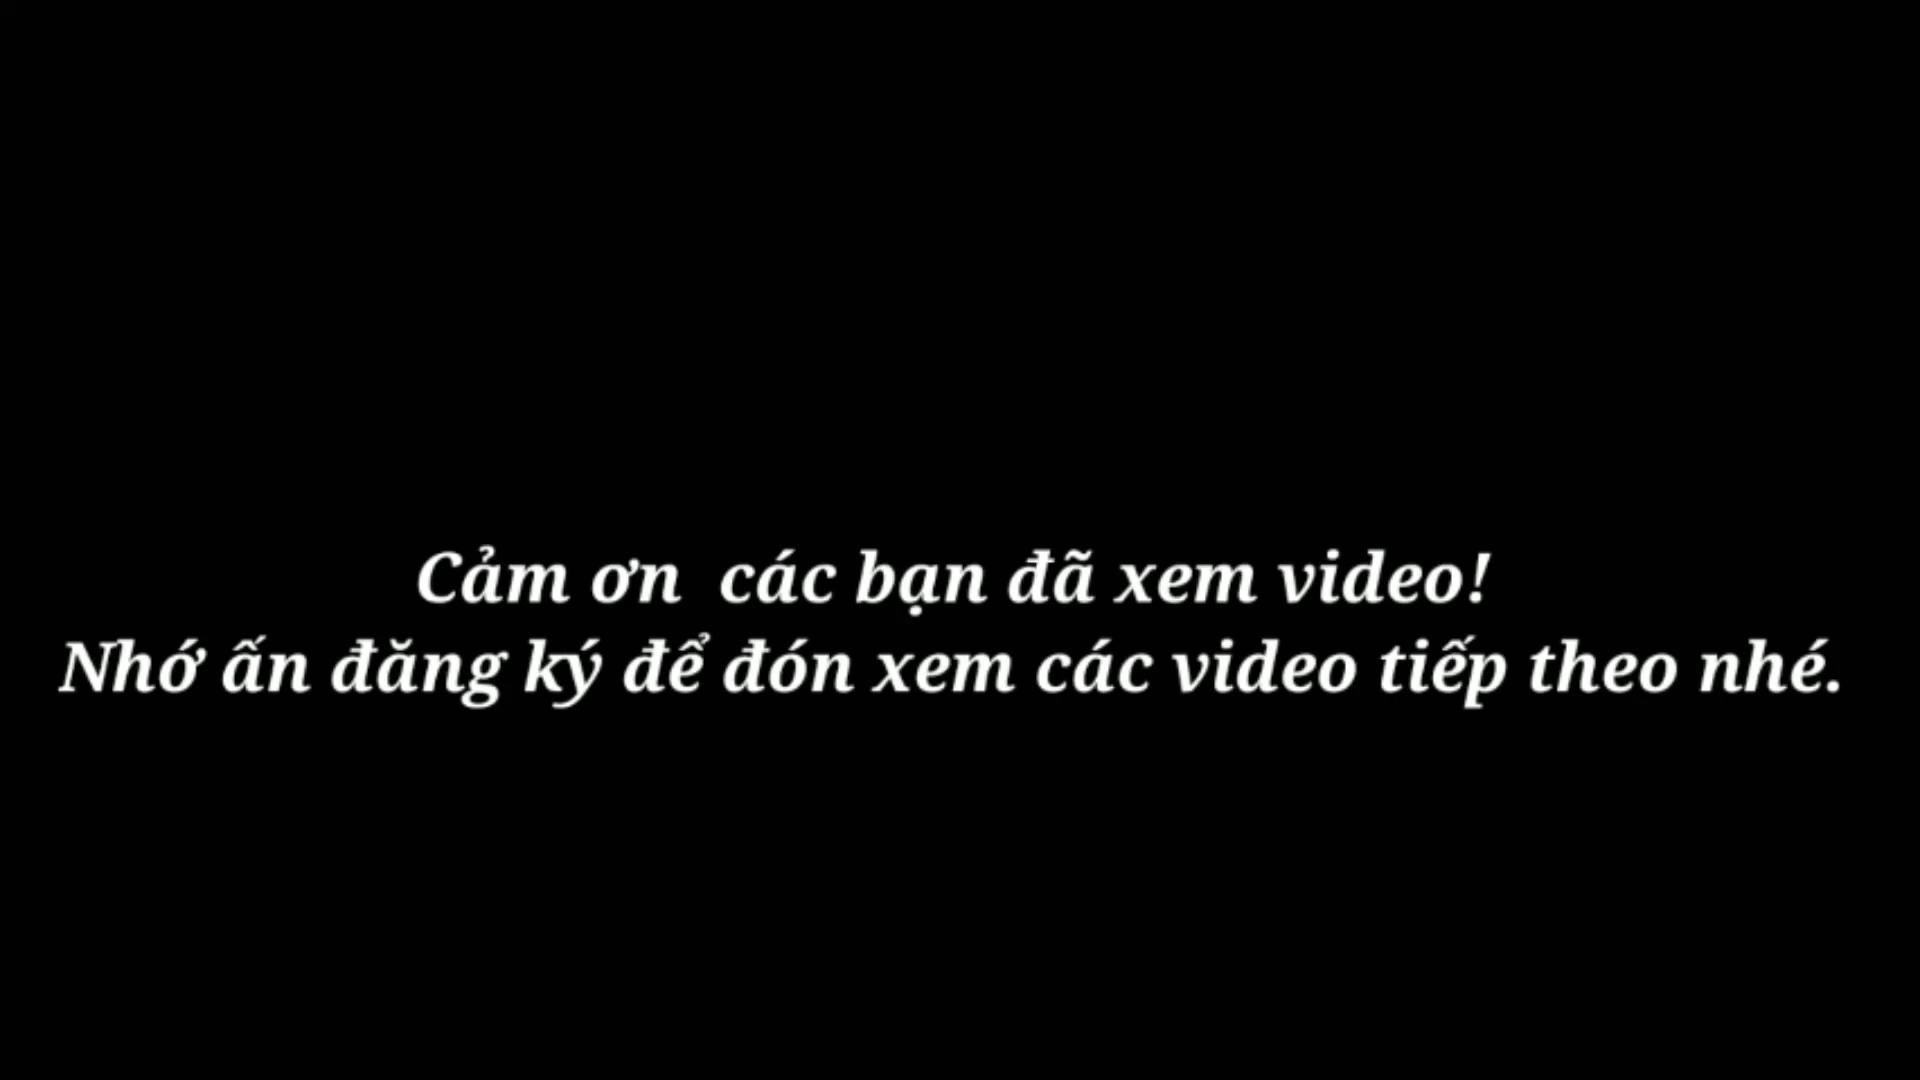 Cảm ơn  các bạn đã xem video!
Nhớ ấn đăng ký để đón xem các video tiếp theo nhé.